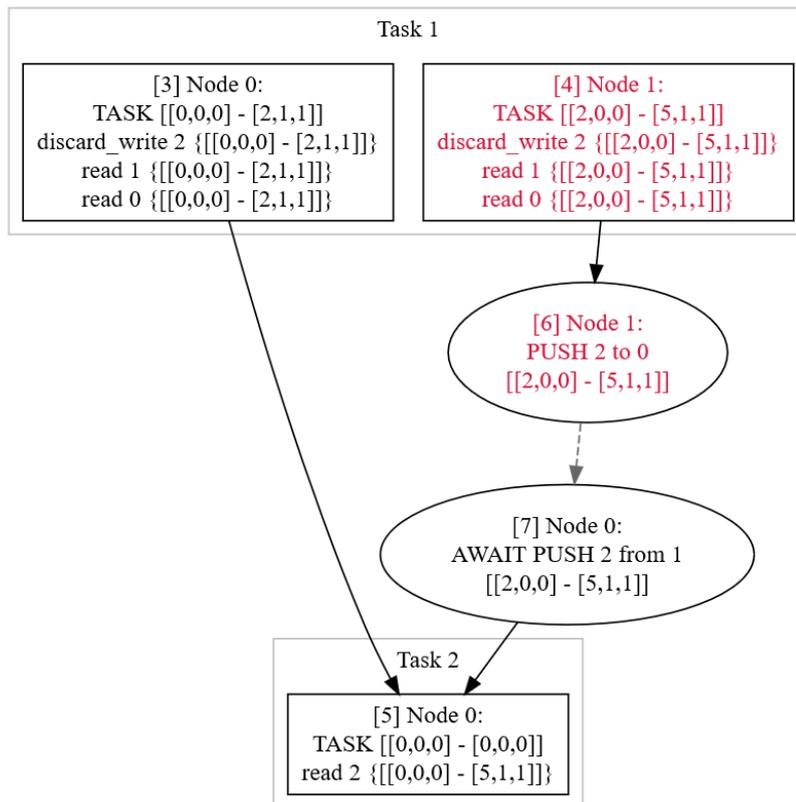 Task 1
[3] Node 0:
TASK [[0,0,0] - [2,1,1]]
discard_write 2 {[[0,0,0] - [2,1,1]]}
read 1 {[[0,0,0] - [2,1,1]]}
read 0 {[[0,0,0] - [2,1,1]]}
[4] Node 1:
TASK [[2,0,0] - [5,1,1]]
discard_write 2 {[[2,0,0] - [5,1,1]]}
read 1 {[[2,0,0] - [5,1,1]]}
read 0 {[[2,0,0] - [5,1,1]]}
[6] Node 1:
PUSH 2 to 0
[[2,0,0] - [5,1,1]]
[7] Node 0:
AWAIT PUSH 2 from 1
[[2,0,0] - [5,1,1]]
Task 2
[5] Node 0:
TASK [[0,0,0] - [0,0,0]]
read 2 {[[0,0,0] - [5,1,1]]}